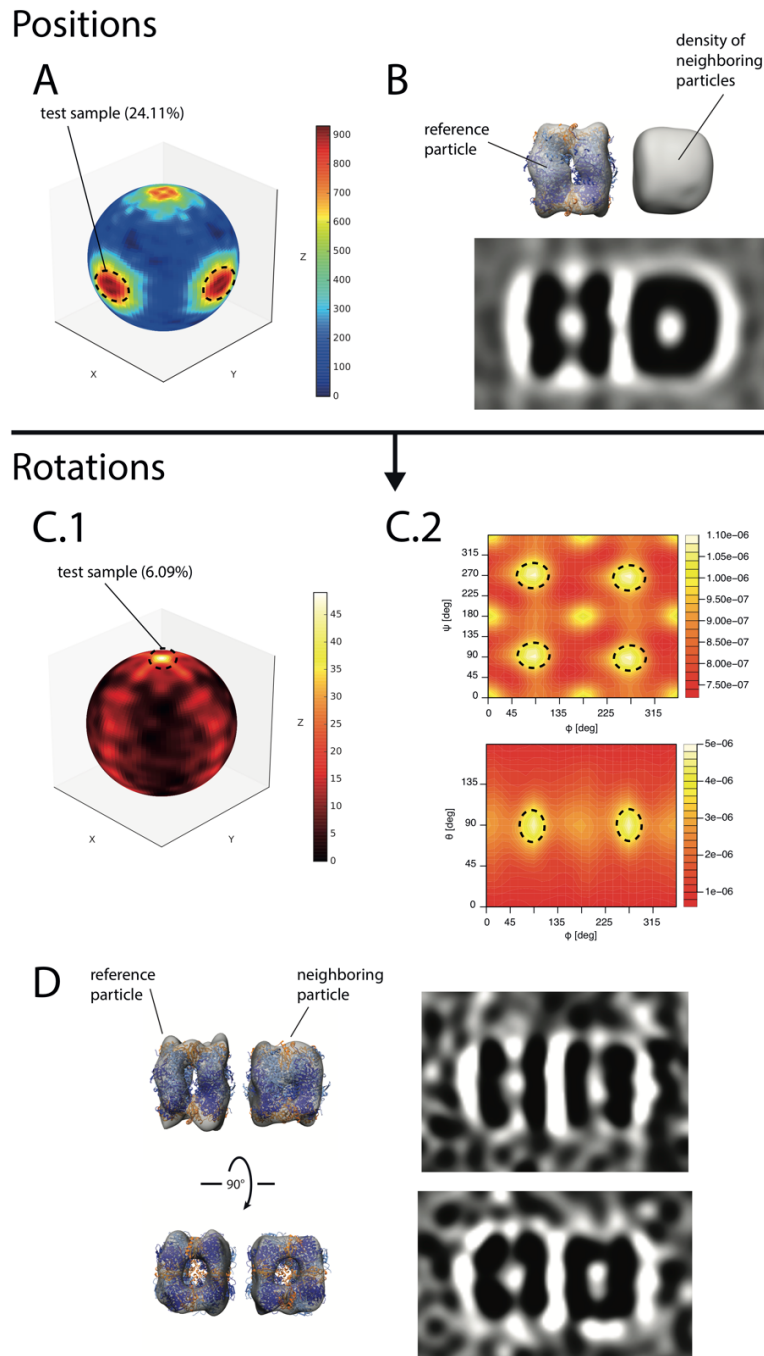 Positions
A
test sample (24.11%)
900
800
700
600
500
400
300
200
100
0
Z
X
Y
B
density of
neighboring
particles
reference
particle
Rotations
C.1
test sample (6.09%)
45
40
35
30
25
20
15
10
5
0
Z
X
Y
C.2
315
270
225
180
135
90
45
0
ψ [deg]
0 45 135 225 315
ϕ [deg]
1.10e−06
1.05e−06
1.00e−06
9.50e−07
9.00e−07
8.50e−07
8.00e−07
7.50e−07
135
90
45
0
θ [deg]
0 45 135 225 315
ϕ [deg]
5e−06
4e−06
3e−06
2e−06
1e−06
D
reference
particle
neighboring
particle
90°